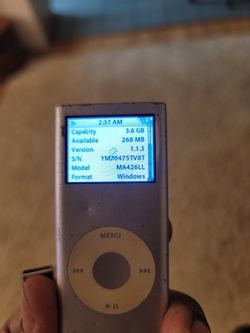 2:37 AM
Capacity 3.6 GB
Available 268 MB
Version 1.1.3
S/N YM70475TV8T
Model MA426LL
Format Windows
MENU